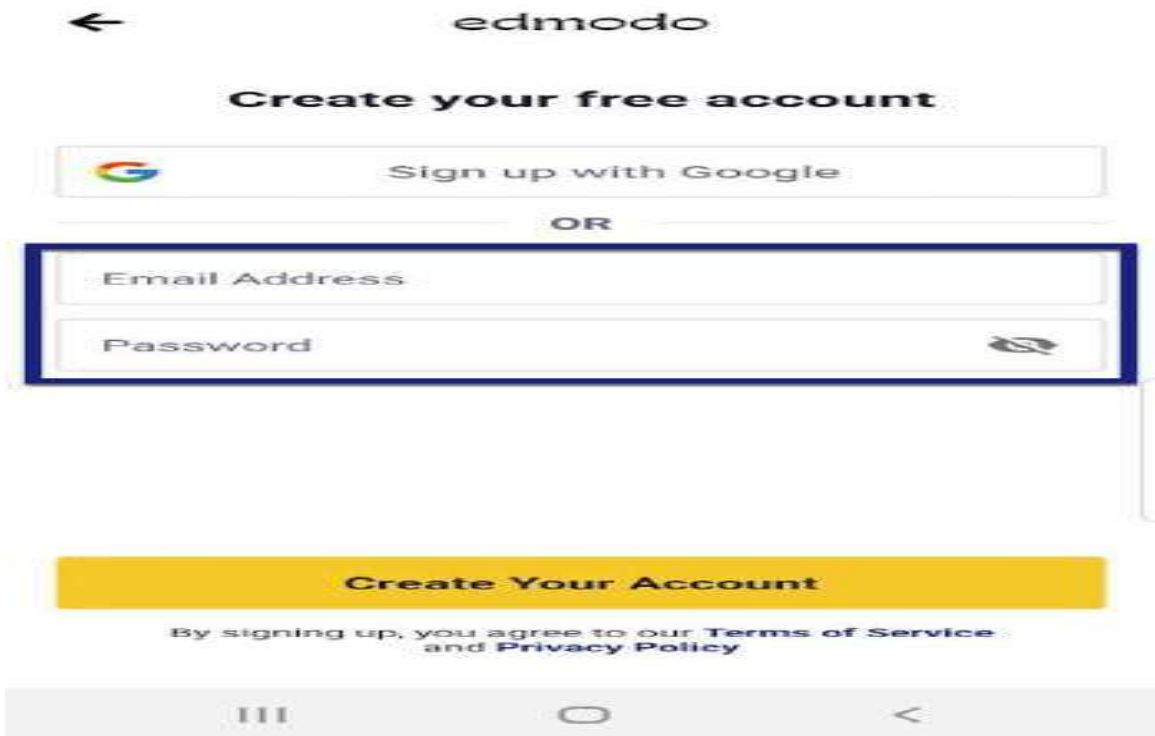 edmodo
Create your free account
Sign up with Google
OR
Email Address
Password
Create Your Account
By signing up, you agree to our Terms of Service
and Privacy Policy